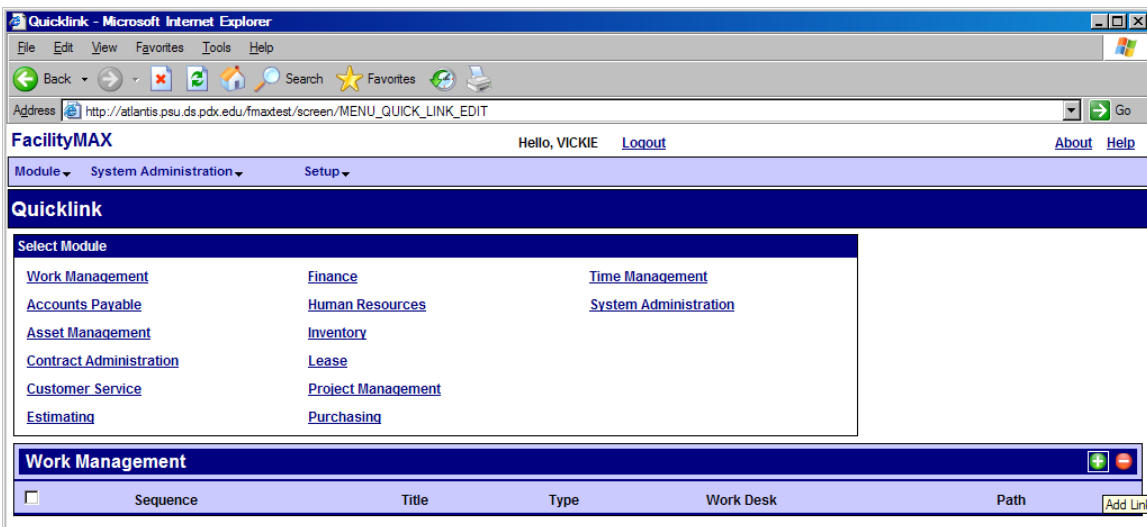 Quicklink - Microsoft Internet Explorer
File Edit View Favorites Tools Help
Back Search Favorites
Address http://atlantis.psu.ds.pdx.edu/fmaxtest/screen/MENU_QUICK_LINK_EDIT Go
FacilityMAX Hello, VICKIE Logout About Help
Module System Administration Setup
Quicklink
Select Module
Work Management Finance Time Management
Accounts Payable Human Resources System Administration
Asset Management Inventory
Contract Administration Lease
Customer Service Project Management
Estimating Purchasing
Work Management
Sequence Title Type Work Desk Path
Add Link